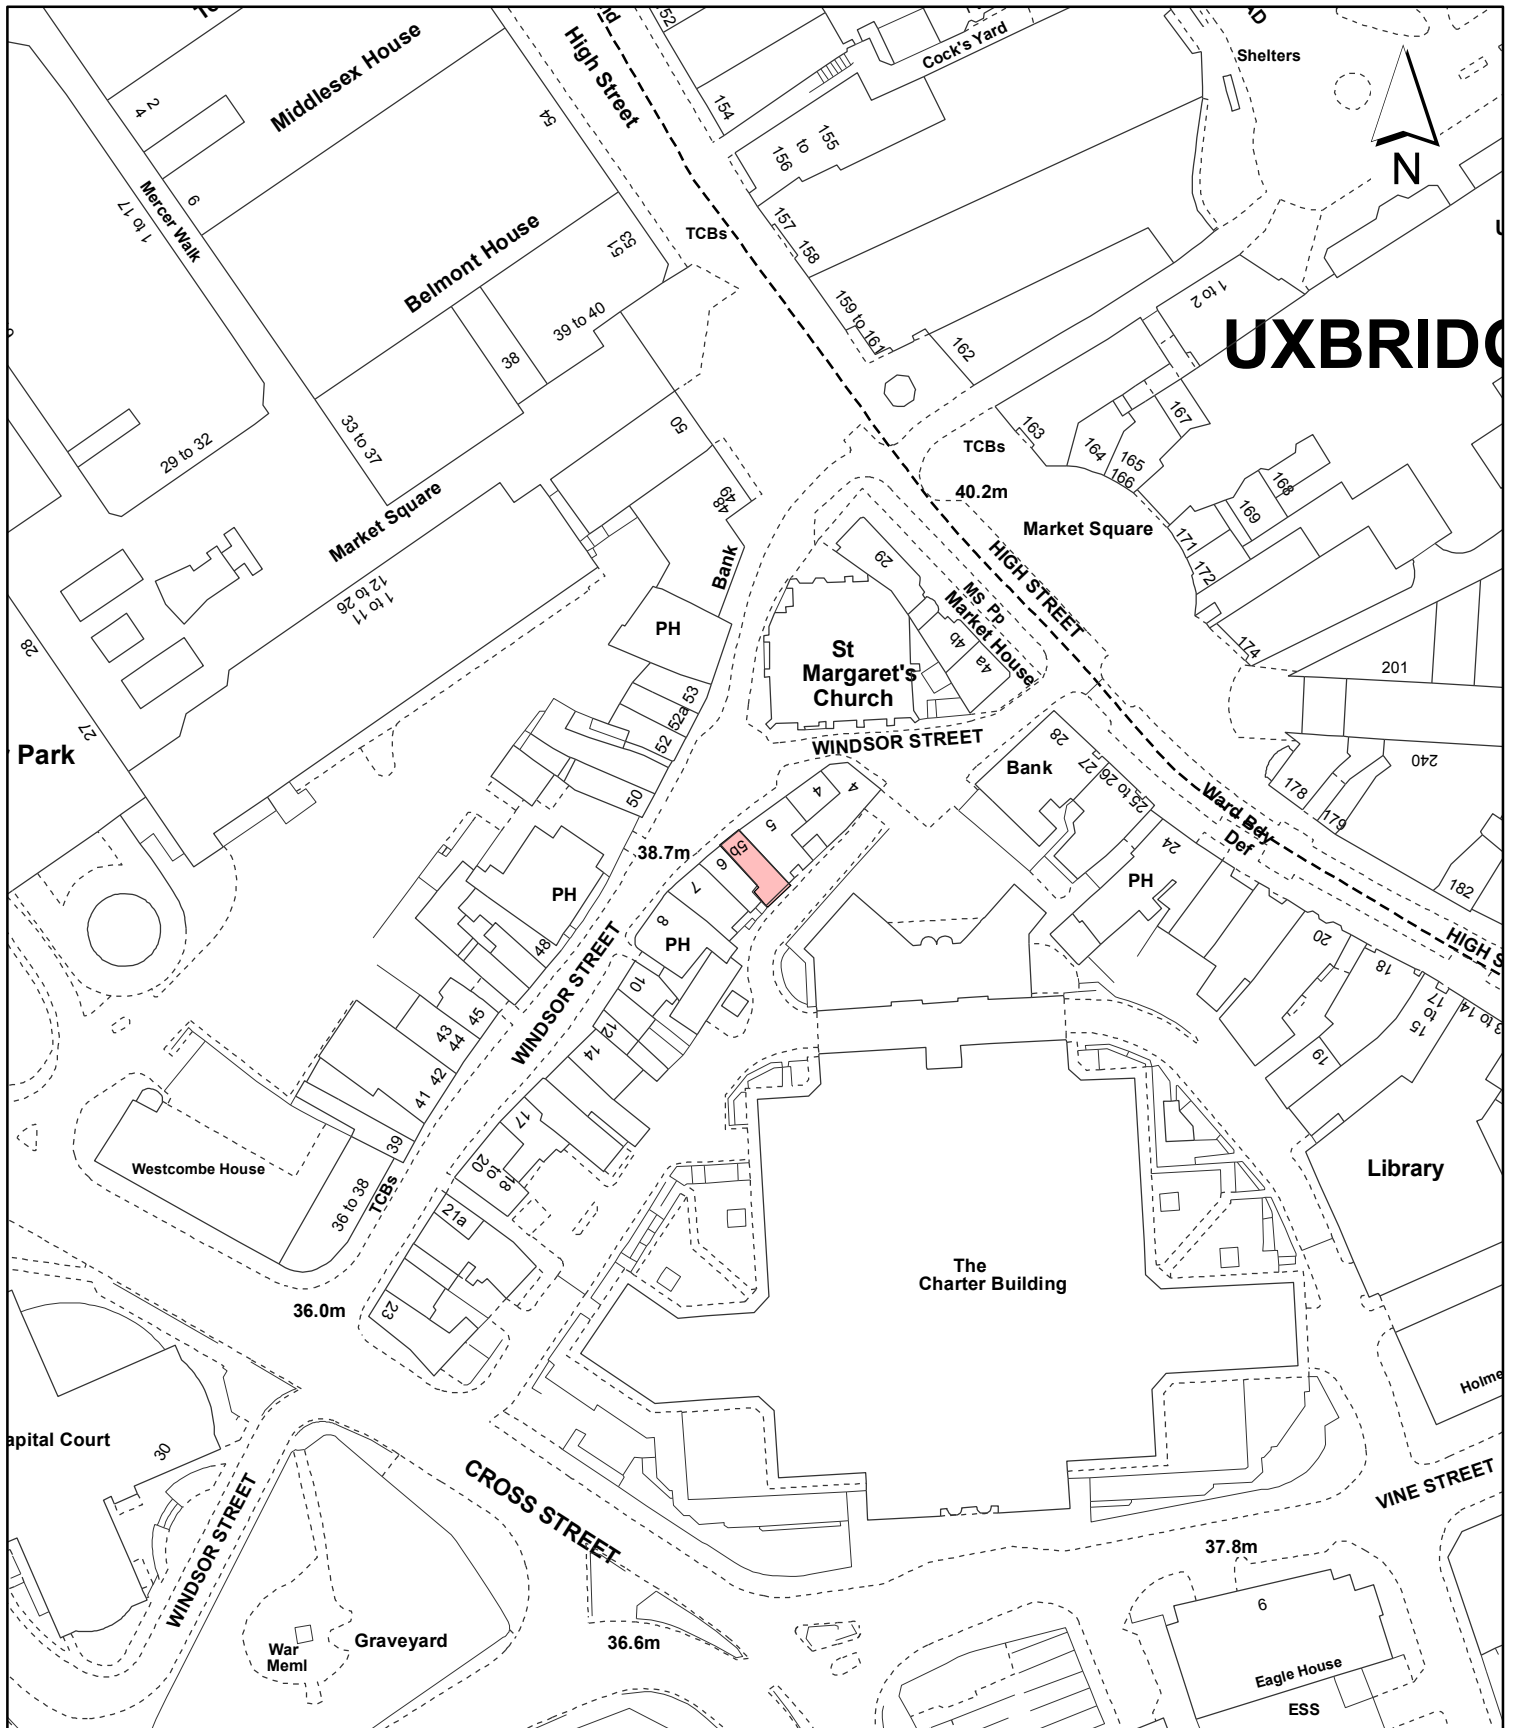 High Street
Cock's Yard
Shelters
N
UXBRIDG
Middlesex House
2
4
9
54
152
154
155
to
156
157
158
159 to 161
162
1 to 2
TCBs
Mercer Walk
1 to 17
Belmont House
51
53
39 to 40
38
33 to 37
29 to 32
50
48
49
Bank
Market Square
1 to 11
12 to 26
28
27
Park
163
164
165
166
167
168
169
171
172
174
TCBs
40.2m
Market Square
HIGH STREET
MS Pp
Market House
29
4b
4a
St
Margaret's
Church
WINDSOR STREET
PH
53
52a
52
50
201
240
178
179
182
Ward Bdy
Def
HIGH S
28
Bank
27
25 to 26
24
PH
20
18
19
15
to
17
3 to 14
4
4
5
5b
6
7
8
PH
10
12
14
17
18
to
20
21a
23
38.7m
PH
48
WINDSOR STREET
45
43
44
42
41
39
36 to 38
TCBs
Westcombe House
36.0m
Library
The
Charter Building
Holme
apital Court
30
WINDSOR STREET
CROSS STREET
VINE STREET
37.8m
War
Meml
Graveyard
36.6m
6
Eagle House
ESS